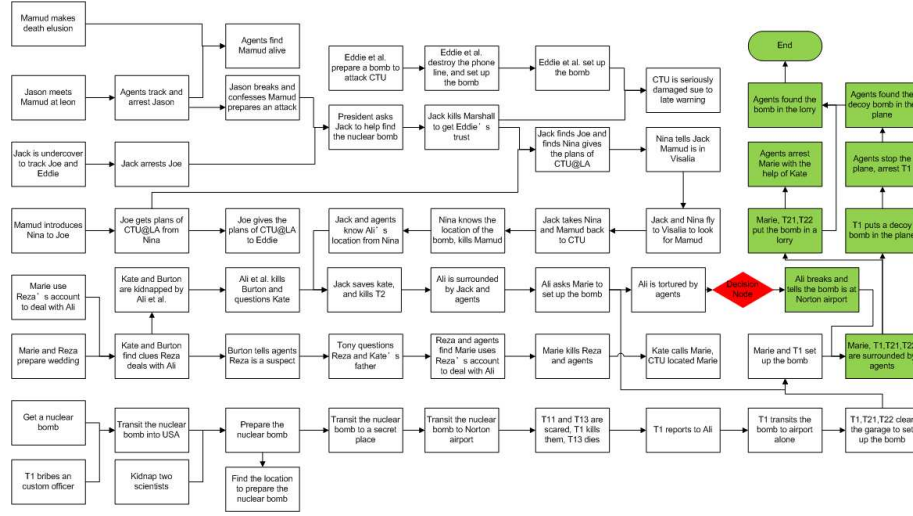 Mamud makes
death elusion
Agents find
Mamud alive
Eddie et al.
prepare a bomb to
attack CTU
Eddie et al.
destroy the phone
line, and set up
the bomb
Eddie et al. set up
the bomb
CTU is seriously
damaged sue to
late warning
End
Jason meets
Mamud at leon
Agents track and
arrest Jason
Jason breaks and
confesses Mamud
prepares an attack
President asks
Jack to help find
the nuclear bomb
Jack kills Marshall
to get Eddie's
trust
Agents found the
bomb in the lorry
Agents found the
decoy bomb in the
plane
Jack is undercover
to track Joe and
Eddie
Jack arrests Joe
Jack finds Joe and
finds Nina gives
the plans of
CTU@LA
Nina tells Jack
Mamud is in
Visalia
Agents arrest
Marie with the
help of Kate
Agents stop the
plane, arrest T1
Mamud introduces
Nina to Joe
Joe gets plans of
CTU@LA from
Nina
Joe gives the
plans of CTU@LA
to Eddie
Jack and agents
know Ali's
location from Nina
Nina knows the
location of the
bomb, kills Mamud
Jack takes Nina
and Mamud back
to CTU
Jack and Nina fly
to Visalia to look
for Mamud
Marie, T21,T22
put the bomb in
a lorry
T1 puts a decoy
bomb in the plane
Marie use
Reza's account
to deal with Ali
Kate and Burton
are kidnapped by
Ali et al.
Ali et al. kills
Burton and
questions Kate
Jack saves kate,
and kills T2
Ali is surrounded
by Jack and
agents
Ali asks Marie to
set up the bomb
Ali is tortured by
agents
Decision
Node
Ali breaks and
tells the bomb is at
Norton airport
Marie and Reza
prepare wedding
Kate and Burton
find clues Reza
deals with Ali
Burton tells agents
Reza is a suspect
Tony questions
Reza and Kate's
father
Reza and agents
find Marie uses
Reza's account
to deal with Ali
Marie kills Reza
and agents
Kate calls Marie,
CTU located Marie
Marie and T1 set
up the bomb
Marie, T1,T21,T22
are surrounded by
agents
Get a nuclear
bomb
Transit the nuclear
bomb into USA
Prepare the
nuclear bomb
Transit the nuclear
bomb to a secret
place
Transit the nuclear
bomb to Norton
airport
T11 and T13 are
scared, T1 kills
them, T13 dies
T1 reports to Ali
T1 transits the
bomb to airport
alone
T1,T21,T22 clear
the garage to set
up the bomb
T1 bribes an
custom officer
Kidnap two
scientists
Find the location
to prepare the
nuclear bomb